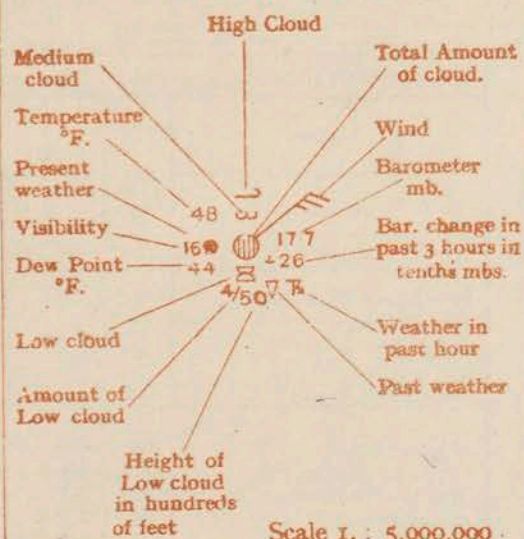 High Cloud
Medium
cloud
Total Amount
of cloud.
Temperature
°F.
Wind
Present
weather
Barometer
mb.
48
Visibility
16
177
Bar. change in
past 3 hours in
tenths mbs.
Dew Point
°F.
44
+26
4/50
Low cloud
Weather in
past hour
Amount of
Low cloud
Past weather
Height of
Low cloud
in hundreds
of feet
Scale 1. : 5,000,000